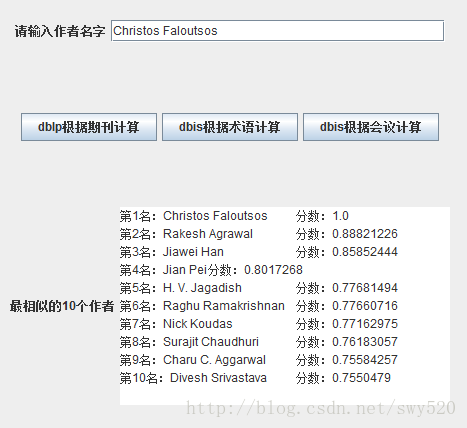 请输入作者名字 Christos Faloutsos
dblp根据期刊计算 dbis根据术语计算 dbis根据会议计算
第1名：Christos Faloutsos 分数：1.0
第2名：Rakesh Agrawal 分数：0.88821226
第3名：Jiawei Han 分数：0.85852444
第4名：Jian Pei分数：0.8017268
第5名：H. V. Jagadish 分数：0.77681494
最相似的10个作者
第6名：Raghu Ramakrishnan 分数：0.77660716
第7名：Nick Koudas 分数：0.77162975
第8名：Surajit Chaudhuri 分数：0.76183057
第9名：Charu C. Aggarwal 分数：0.75584257
第10名：Divesh Srivastava 分数：0.7550479
http://blog.csdn.net/swy520